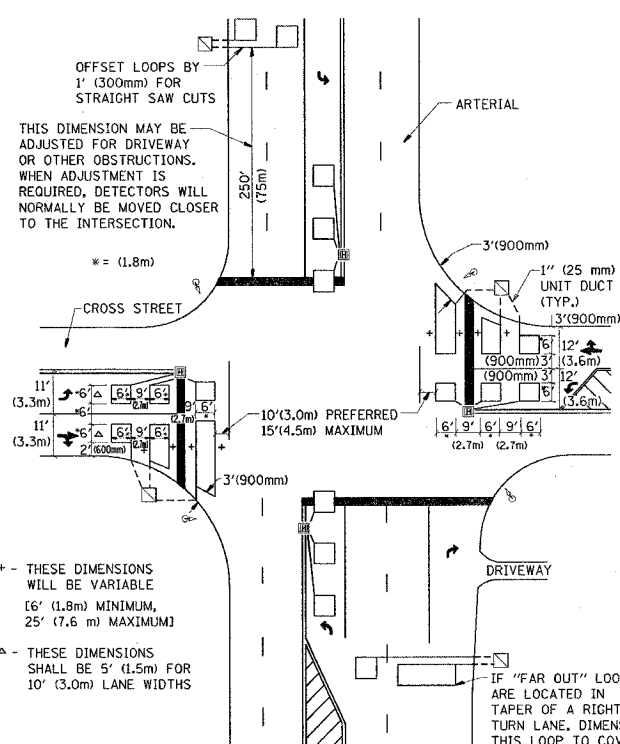 OFFSET LOOPS BY
1' (300mm) FOR
STRAIGHT SAW CUTS
THIS DIMENSION MAY BE
ADJUSTED FOR DRIVEWAY
OR OTHER OBSTRUCTIONS.
WHEN ADJUSTMENT IS
REQUIRED, DETECTORS WILL
NORMALLY BE MOVED CLOSER
TO THE INTERSECTION.
250'
(75m)
ARTERIAL
* = (1.8m)
3'(900mm)
1" (25 mm)
UNIT DUCT
(TYP.)
CROSS STREET
3'(900mm)
6' 12'
(3.6m)
(900mm) 3'
(900mm) 3'
6' 12'
(3.6m)
11'
(3.3m)
*6'
6' 9' 6'
(2.7m)
*6'
9' 6'
(2.7m) *
11'
(3.3m)
*6'
6' 9' 6'
(2.7m)
2' (600mm)
10'(3.0m) PREFERRED
15'(4.5m) MAXIMUM
6' 9' 6' 9' 6'
* (2.7m) * (2.7m) *
3'(900mm)
+ - THESE DIMENSIONS
WILL BE VARIABLE
[6' (1.8m) MINIMUM,
25' (7.6 m) MAXIMUM]
DRIVEWAY
△ - THESE DIMENSIONS
SHALL BE 5' (1.5m) FOR
10' (3.0m) LANE WIDTHS
IF "FAR OUT" LOO
ARE LOCATED IN
TAPER OF A RIGHT
TURN LANE, DIMENS
THIS LOOP TO COV